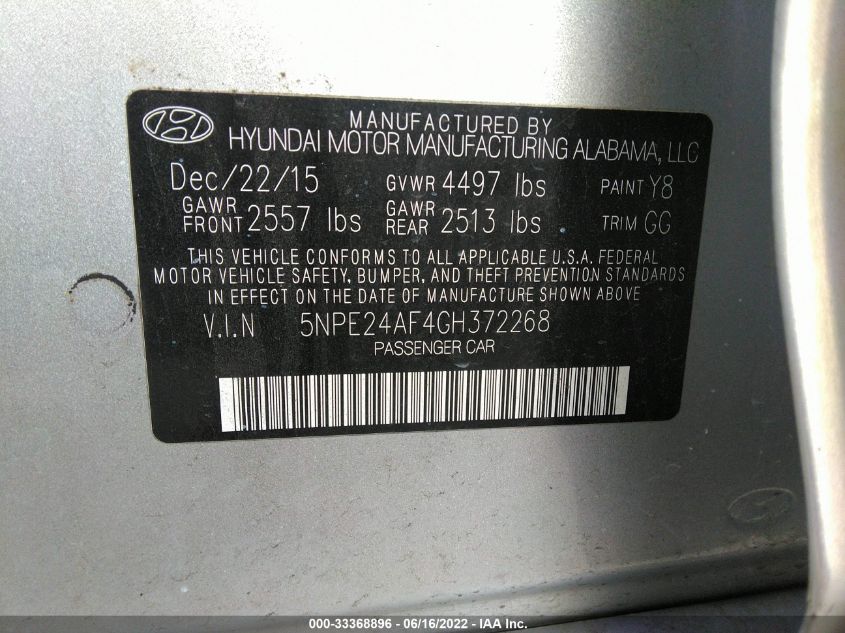 MANUFACTURED BY
HYUNDAI MOTOR MANUFACTURING ALABAMA, LLC
Dec/22/15 GVWR 4497 lbs PAINT Y8
GAWR FRONT 2557 lbs GAWR REAR 2513 lbs TRIM GG
THIS VEHICLE CONFORMS TO ALL APPLICABLE U.S.A. FEDERAL
MOTOR VEHICLE SAFETY, BUMPER, AND THEFT PREVENTION STANDARDS
IN EFFECT ON THE DATE OF MANUFACTURE SHOWN ABOVE.
V.I.N 5NPE24AF4GH372268
PASSENGER CAR
000-33368896 - 06/16/2022 - IAA Inc.